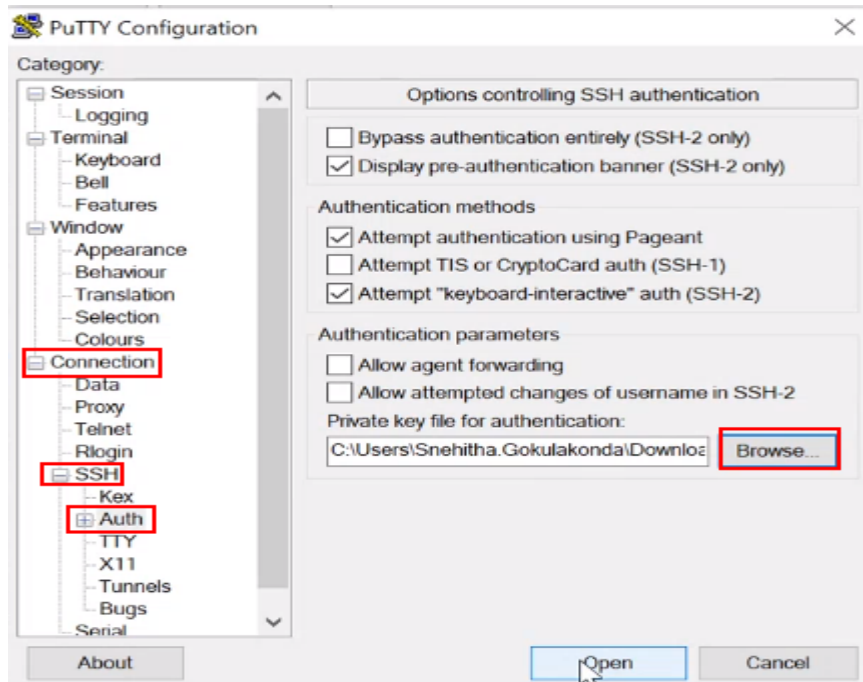 PuTTY Configuration
Category:
Session
Logging
Terminal
Keyboard
Bell
Features
Window
Appearance
Behaviour
Translation
Selection
Colours
Connection
Data
Proxy
Telnet
Rlogin
SSH
Kex
Auth
TTY
X11
Tunnels
Bugs
Serial
Options controlling SSH authentication
Bypass authentication entirely (SSH-2 only)
Display pre-authentication banner (SSH-2 only)
Authentication methods
Attempt authentication using Pageant
Attempt TIS or CryptoCard auth (SSH-1)
Attempt "keyboard-interactive" auth (SSH-2)
Authentication parameters
Allow agent forwarding
Allow attempted changes of username in SSH-2
Private key file for authentication:
C:\Users\Snehitha.Gokulakonda\Downloa Browse...
About Open Cancel